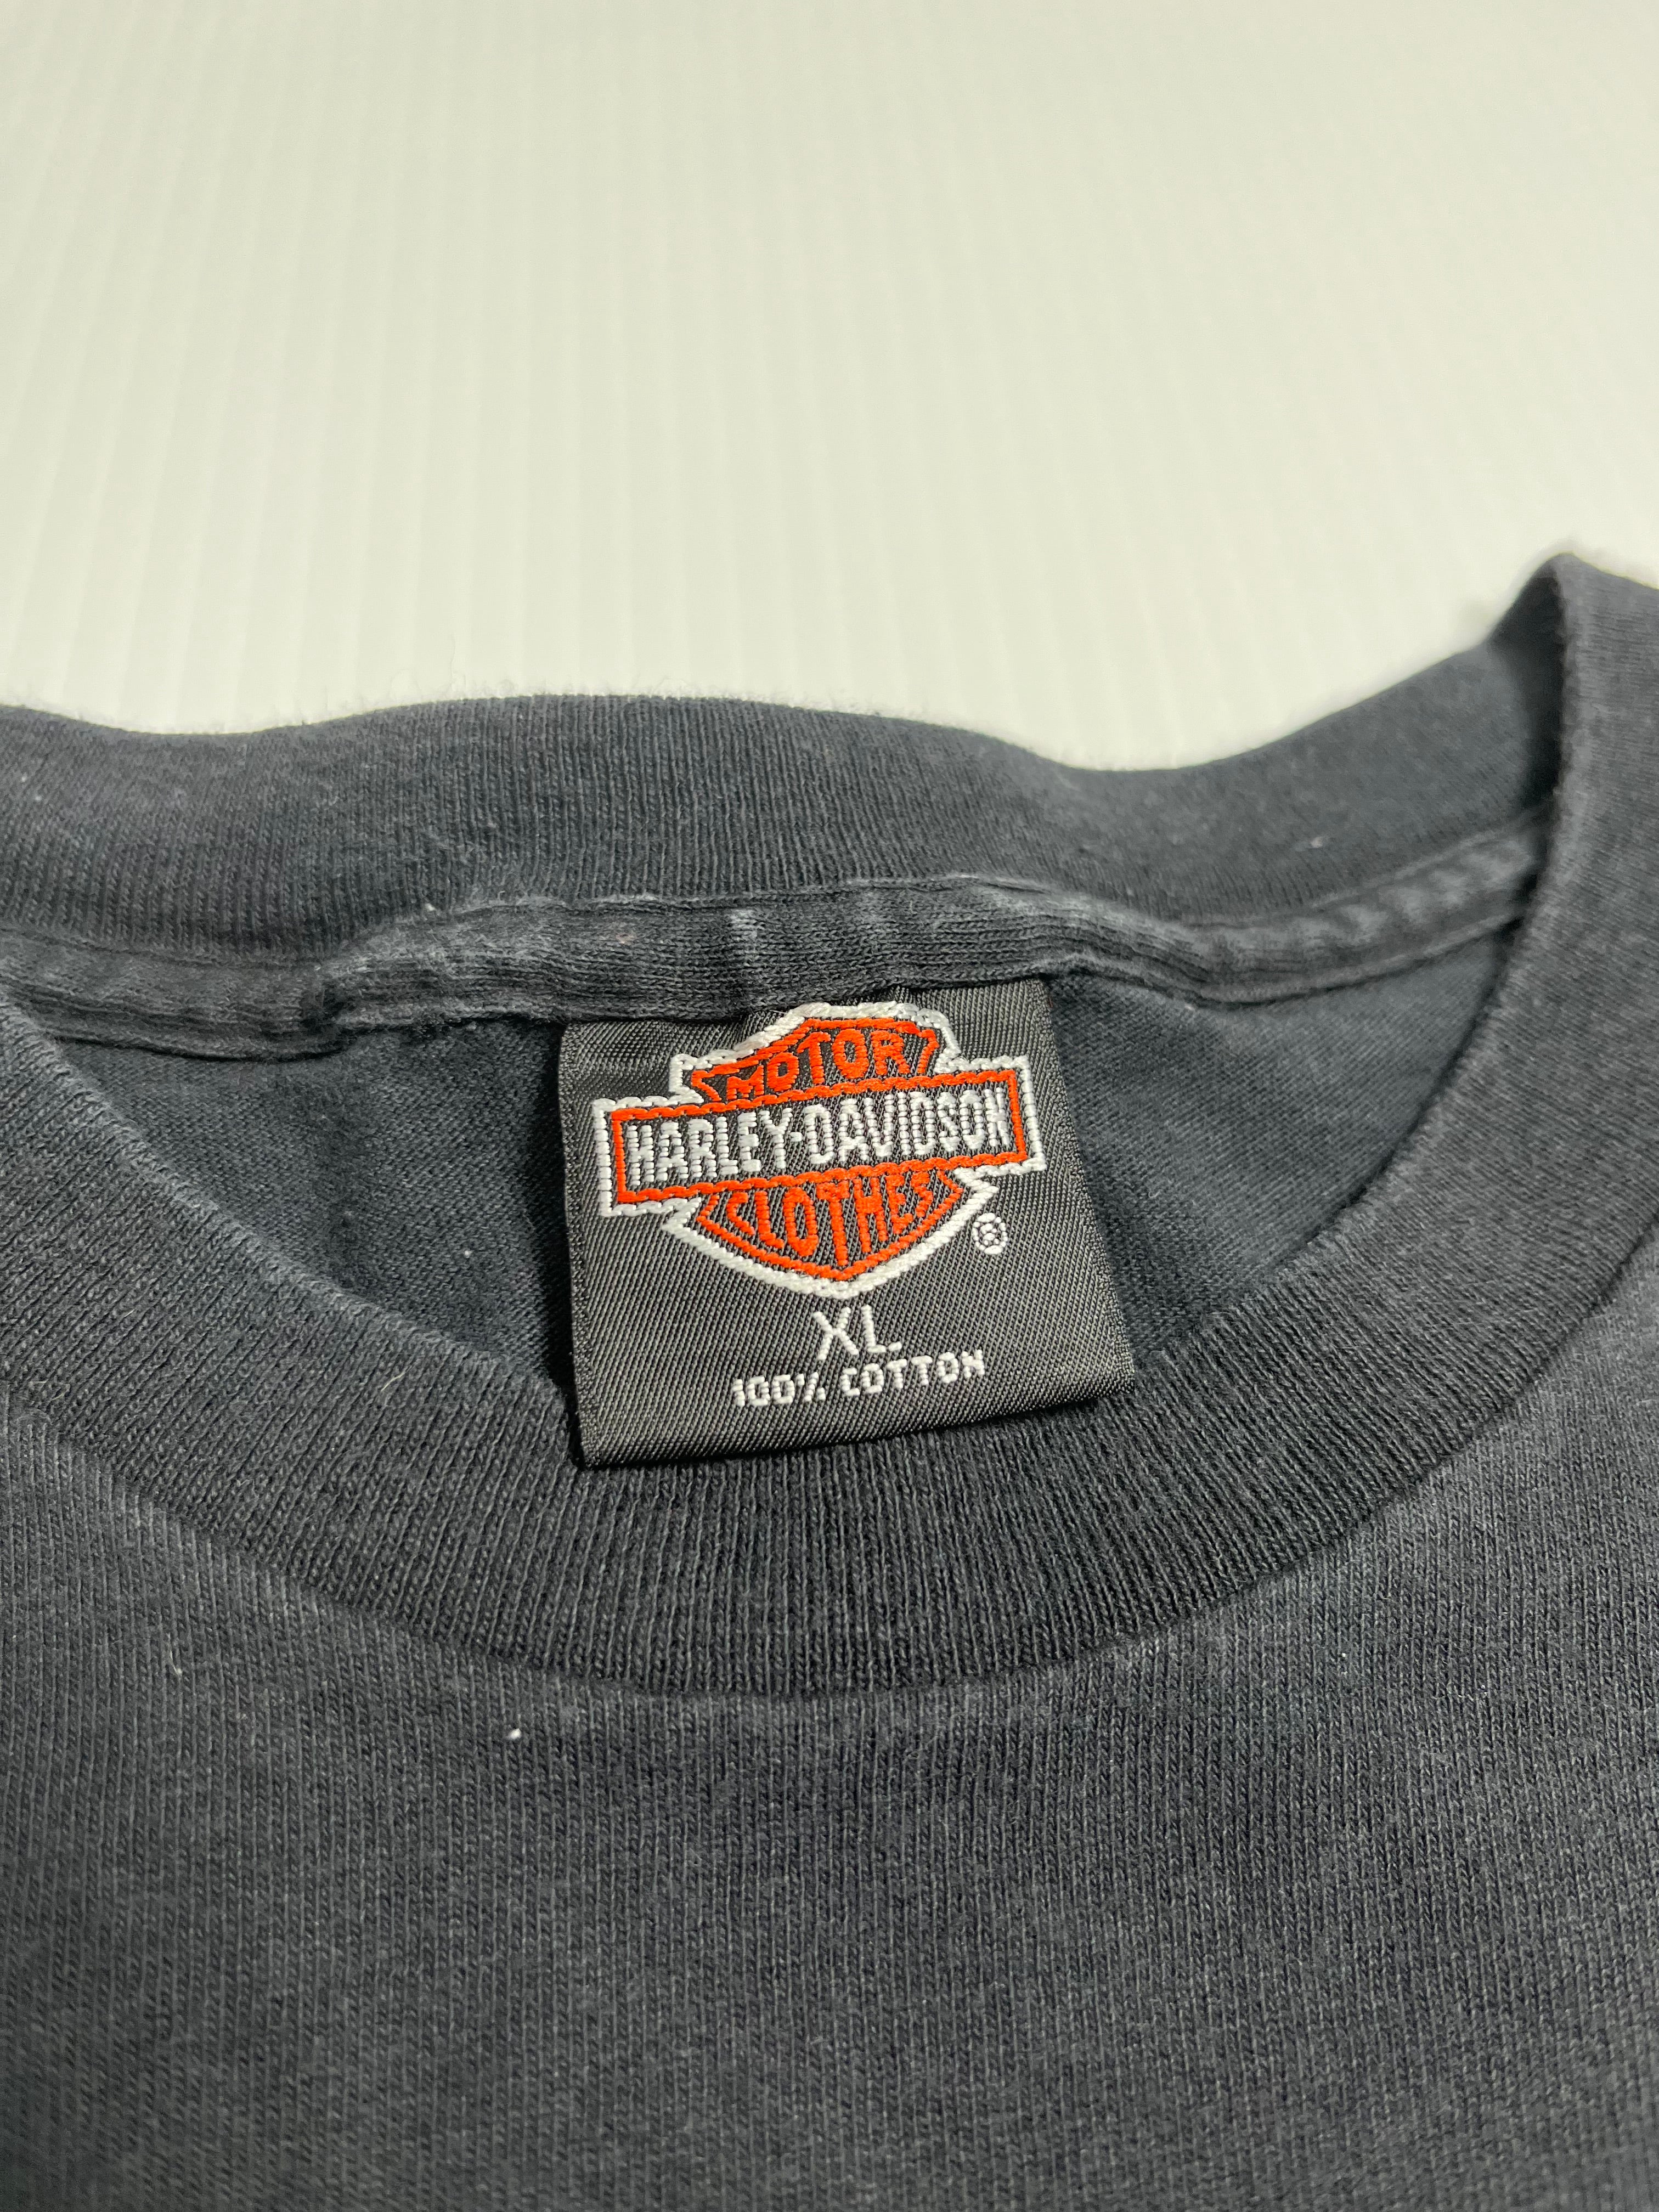 MOTOR
HARLEY-DAVIDSON
CLOTHES
®
XL
100% COTTON